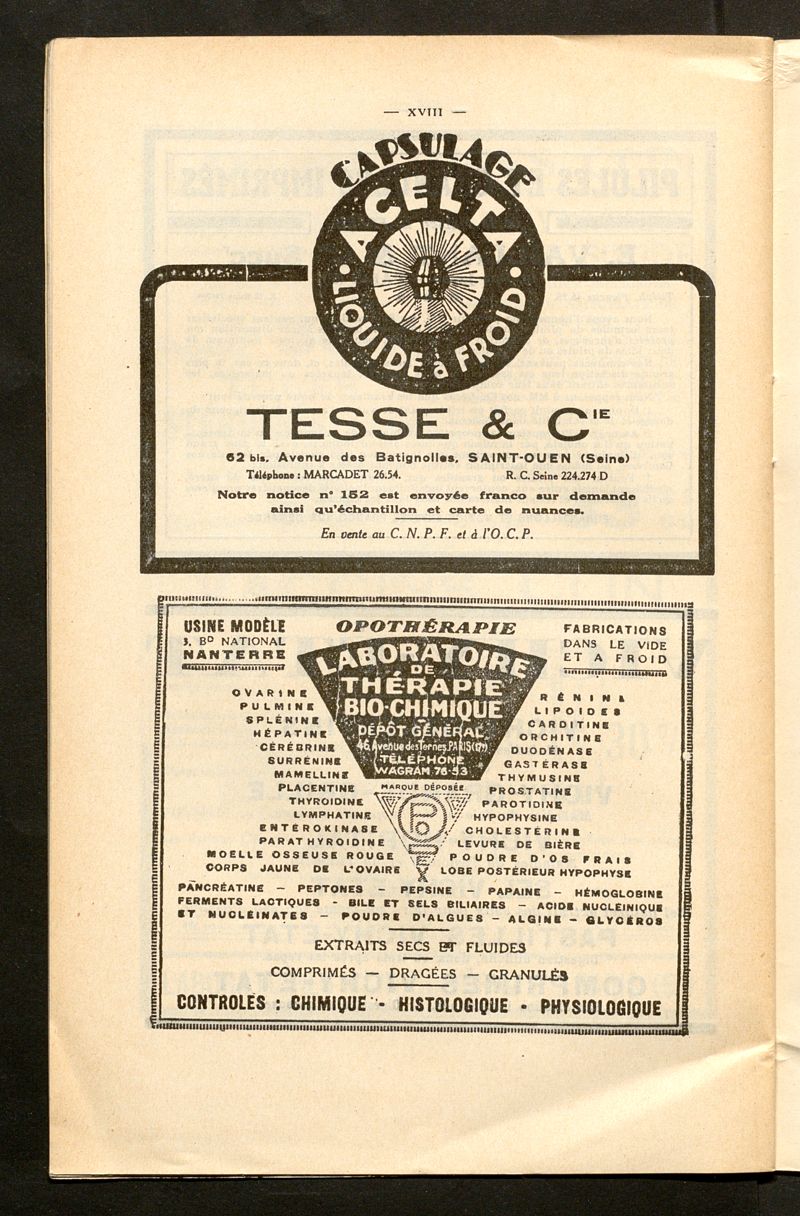 — XVIII —
CAPSULAGE
ACELTA
• LIQUIDE à FROID •
TESSE & CIE
62 bis, Avenue des Batignolles, SAINT-OUEN (Seine)
Téléphone : MARCADET 26.54.
R. C. Seine 224.274 D
Notre notice n° 152 est envoyée franco sur demande
ainsi qu'échantillon et carte de nuances.
En vente au C. N. P. F. et à l'O. C. P.
USINE MODÈLE
3, BD NATIONAL
NANTERRE
OPOTHÉRAPIE
FABRICATIONS
DANS LE VIDE
ET A FROID
LABORATOIRE
DE
THÉRAPIE
BIO-CHIMIQUE
DÉPÔT GÉNÉRAL
46, Avenue des Ternes, PARIS (17e)
TÉLÉPHONE
WAGRAM 76-53
MARQUE DÉPOSÉE
OVARINE
PULMINE
SPLÉNINE
HÉPATINE
CÉRÉBRINE
SURRÉNINE
MAMELLINE
PLACENTINE
THYROIDINE
LYMPHATINE
ENTÉROKINASE
PARATHYROIDINE
MOELLE OSSEUSE ROUGE
CORPS JAUNE DE L'OVAIRE
RÉNINE
LIPOIDES
CARDITINE
ORCHITINE
DUODÉNASE
GASTÉRASE
THYMUSINE
PROSTATINE
PAROTIDINE
HYPOPHYSINE
CHOLESTÉRINE
LEVURE DE BIÈRE
POUDRE D'OS FRAIS
LOBE POSTÉRIEUR HYPOPHYSE
PANCRÉATINE — PEPTONES — PEPSINE — PAPAINE — HÉMOGLOBINE
FERMENTS LACTIQUES - BILE ET SELS BILIAIRES — ACIDE NUCLÉINIQUE
ET NUCLÉINATES — POUDRE D'ALGUES — ALGINE — GLYCÉROS
EXTRAITS SECS ET FLUIDES
COMPRIMÉS — DRAGÉES — GRANULÉS
CONTROLES : CHIMIQUE - HISTOLOGIQUE - PHYSIOLOGIQUE